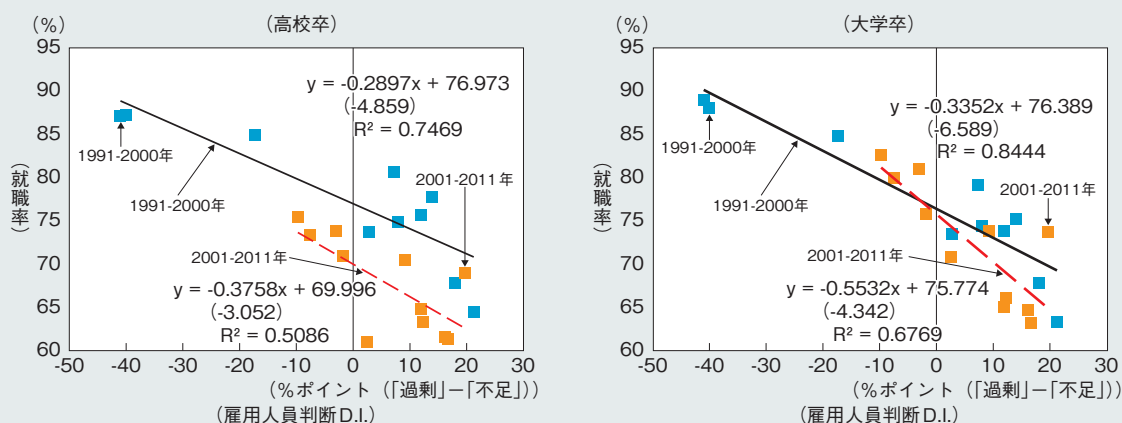 (%)
(高校卒)
95
90
85
80
75
70
65
60
就職率
y = -0.2897x + 76.973
(-4.859)
R² = 0.7469
1991-2000年
1991-2000年
2001-2011年
2001-2011年
y = -0.3758x + 69.996
(-3.052)
R² = 0.5086
-50 -40 -30 -20 -10 0 10 20 30
(%ポイント(「過剰」−「不足」))
(雇用人員判断D.I.)
(%)
(大学卒)
95
90
85
80
75
70
65
60
就職率
y = -0.3352x + 76.389
(-6.589)
R² = 0.8444
1991-2000年
1991-2000年
2001-2011年
2001-2011年
y = -0.5532x + 75.774
(-4.342)
R² = 0.6769
-50 -40 -30 -20 -10 0 10 20 30
(%ポイント(「過剰」−「不足」))
(雇用人員判断D.I.)